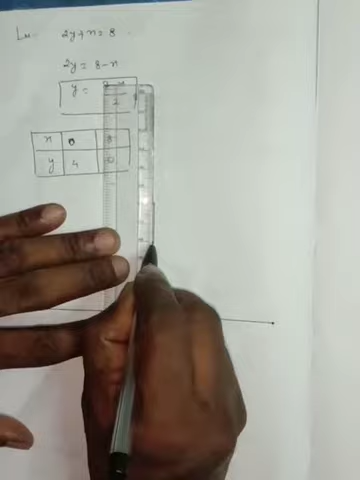 2y + x = 8
2y = 8 - x
y =
x 0 8
y 4 0